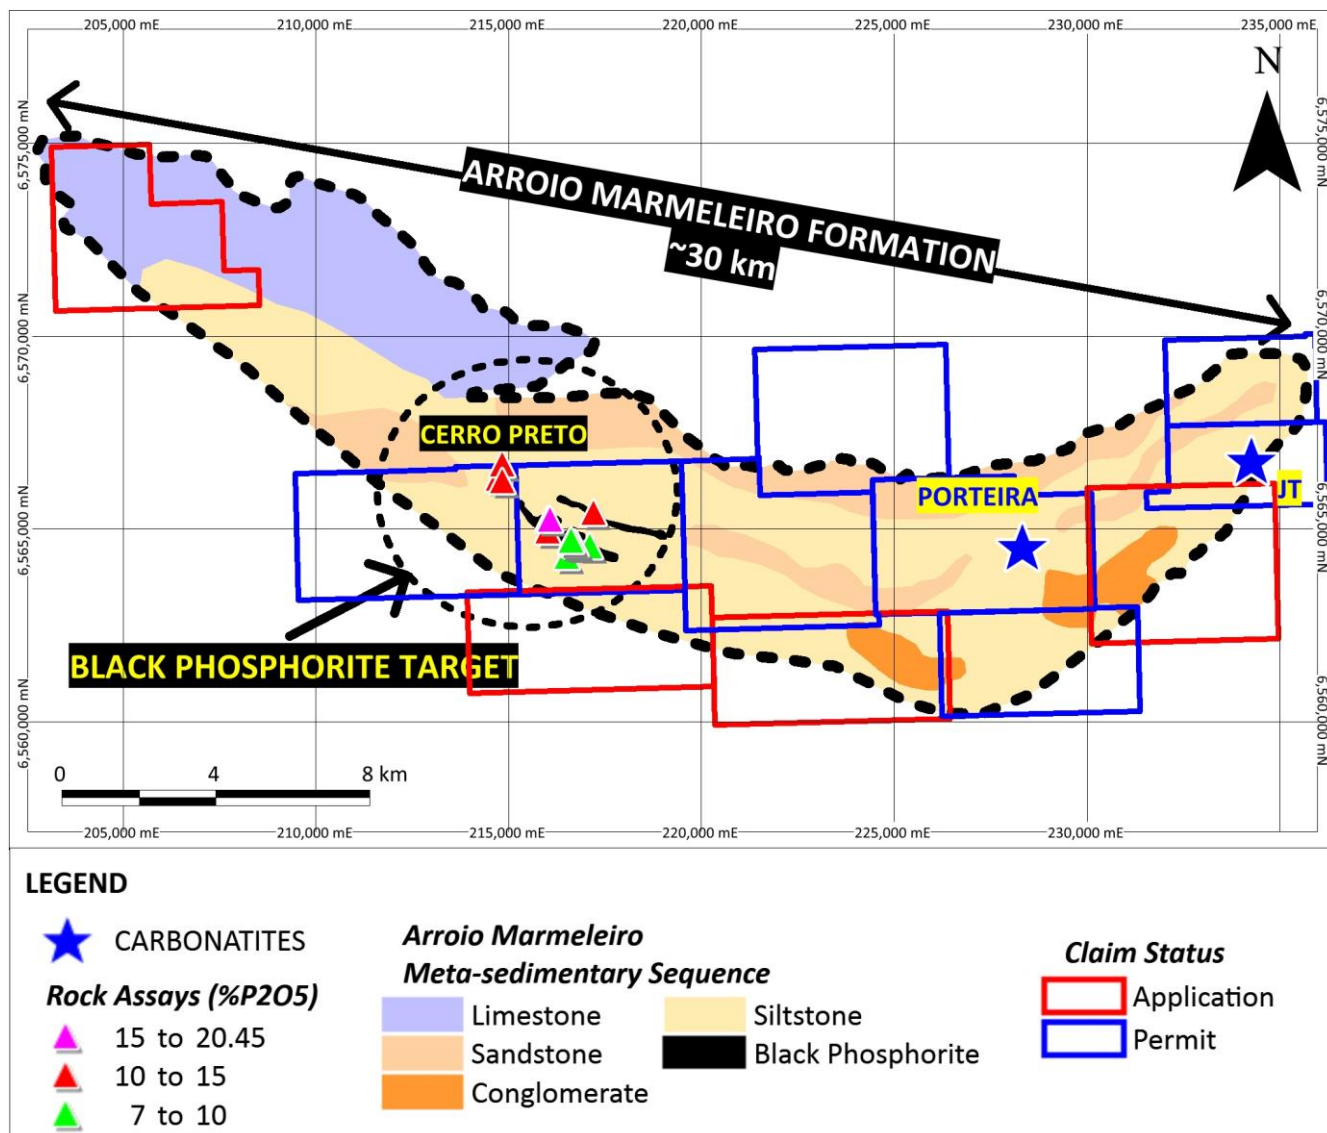 205,000 mE 210,000 mE 215,000 mE 220,000 mE 225,000 mE 230,000 mE 235,000 mE
N
6,575,000 mN
6,575,000 mN
ARROIO MARMELEIRO FORMATION
~30 km
6,570,000 mN
6,570,000 mN
CERRO PRETO
PORTEIRA
JT
6,565,000 mN
6,565,000 mN
BLACK PHOSPHORITE TARGET
6,560,000 mN
6,560,000 mN
0 4 8 km
205,000 mE 210,000 mE 215,000 mE 220,000 mE 225,000 mE 230,000 mE
LEGEND
CARBONATITES
Rock Assays (%P2O5)
15 to 20.45
10 to 15
7 to 10
Arroio Marmeleiro
Meta-sedimentary Sequence
Limestone
Sandstone
Conglomerate
Siltstone
Black Phosphorite
Claim Status
Application
Permit